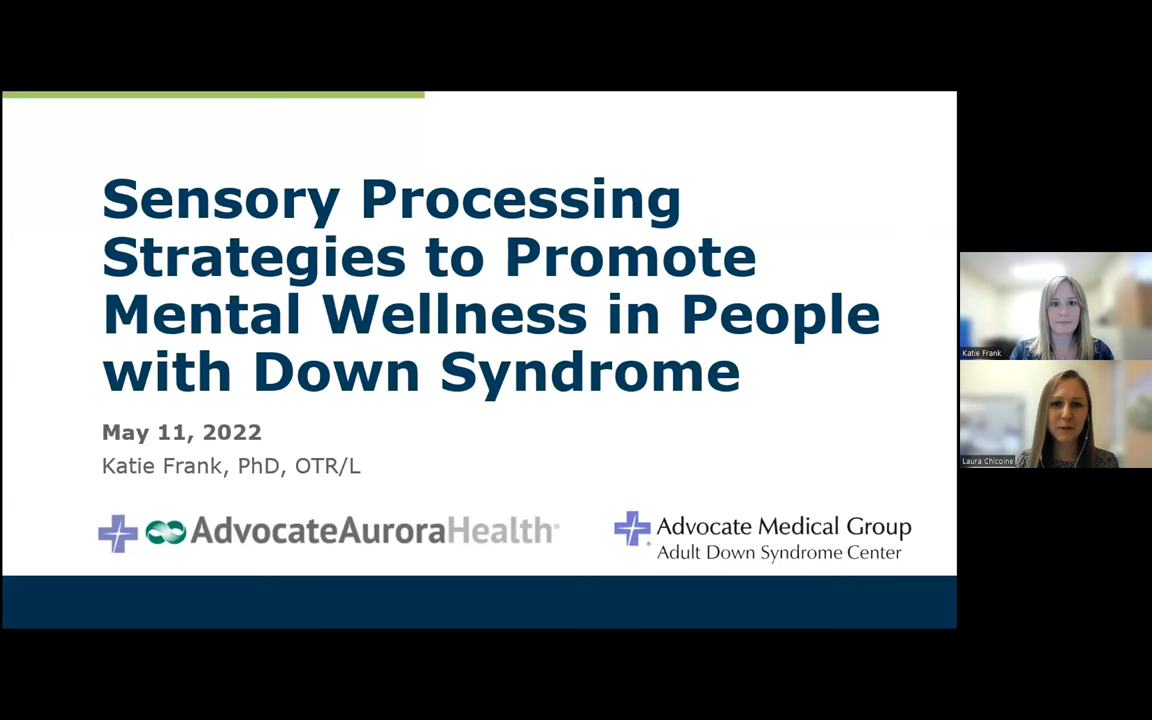 Sensory Processing
Strategies to Promote
Mental Wellness in People
with Down Syndrome
May 11, 2022
Katie Frank, PhD, OTR/L
AdvocateAuroraHealth®
Advocate Medical Group
Adult Down Syndrome Center
Katie Frank
Laura Chicoine